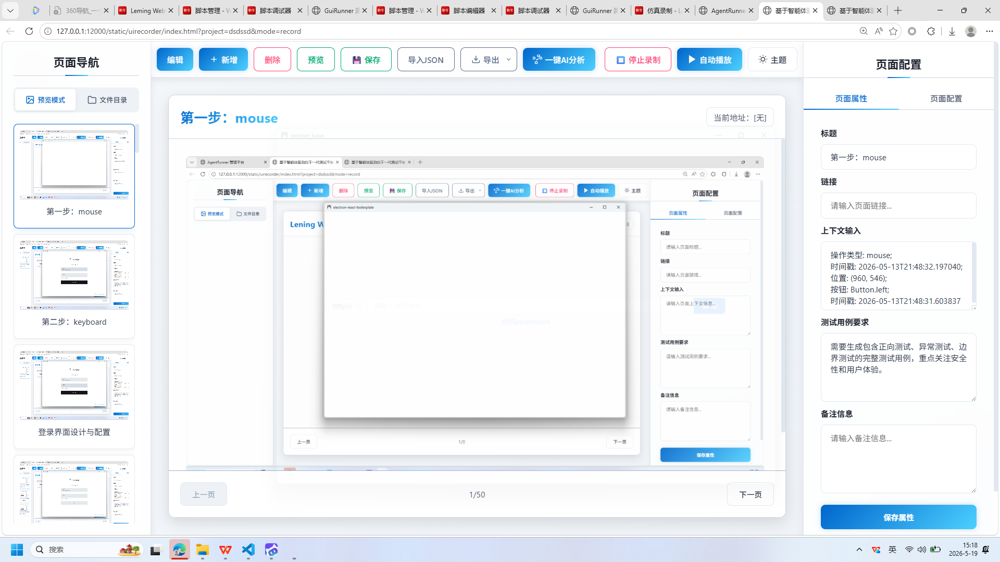 360导航_一个
Leming Web
脚本管理 - W
脚本调试器
GuiRunner 测
脚本管理 - W
脚本编辑器
脚本调试器
GuiRunner 测
仿真录制 - L
AgentRunne
基于智能体驱
基于智能体驱
127.0.0.1:12000/static/uirecorder/index.html?project=dsdssd&mode=record
页面导航
预览模式
文件目录
第一步：mouse
第二步：keyboard
登录界面设计与配置
编辑
新增
删除
预览
保存
导入JSON
导出
一键AI分析
停止录制
自动播放
主题
第一步：mouse
当前地址：[无]
pocket_base
AgentRunner 管理平台
基于智能体驱动的下一代测试平台
基于智能体驱动的下一代测试平台
127.0.0.1:12000/static/uirecorder/index.html?project=dsdssd&mode=record
页面导航
编辑
新增
删除
预览
保存
导入JSON
导出
一键AI分析
停止录制
自动播放
主题
页面配置
预览模式
文件目录
electron-react-boilerplate
Lening W
页面属性
页面配置
标题
请输入页面标题...
链接
请输入页面链接...
上下文输入
请输入页面上下文信息...
http://
访问pocketbase
测试用例要求
请输入测试用例要求...
备注信息
请输入备注信息...
上一页
1/0
下一页
保存属性
上一页
1/50
下一页
页面配置
页面属性
页面配置
标题
第一步：mouse
链接
请输入页面链接...
上下文输入
操作类型: mouse;
时间戳: 2026-05-13T21:48:32.197040;
位置: (960, 546);
按钮: Button.left;
时间戳: 2026-05-13T21:48:31.603837
测试用例要求
需要生成包含正向测试、异常测试、边
界测试的完整测试用例，重点关注安全
性和用户体验。
备注信息
请输入备注信息...
保存属性
搜索
英
15:18
2026-5-19